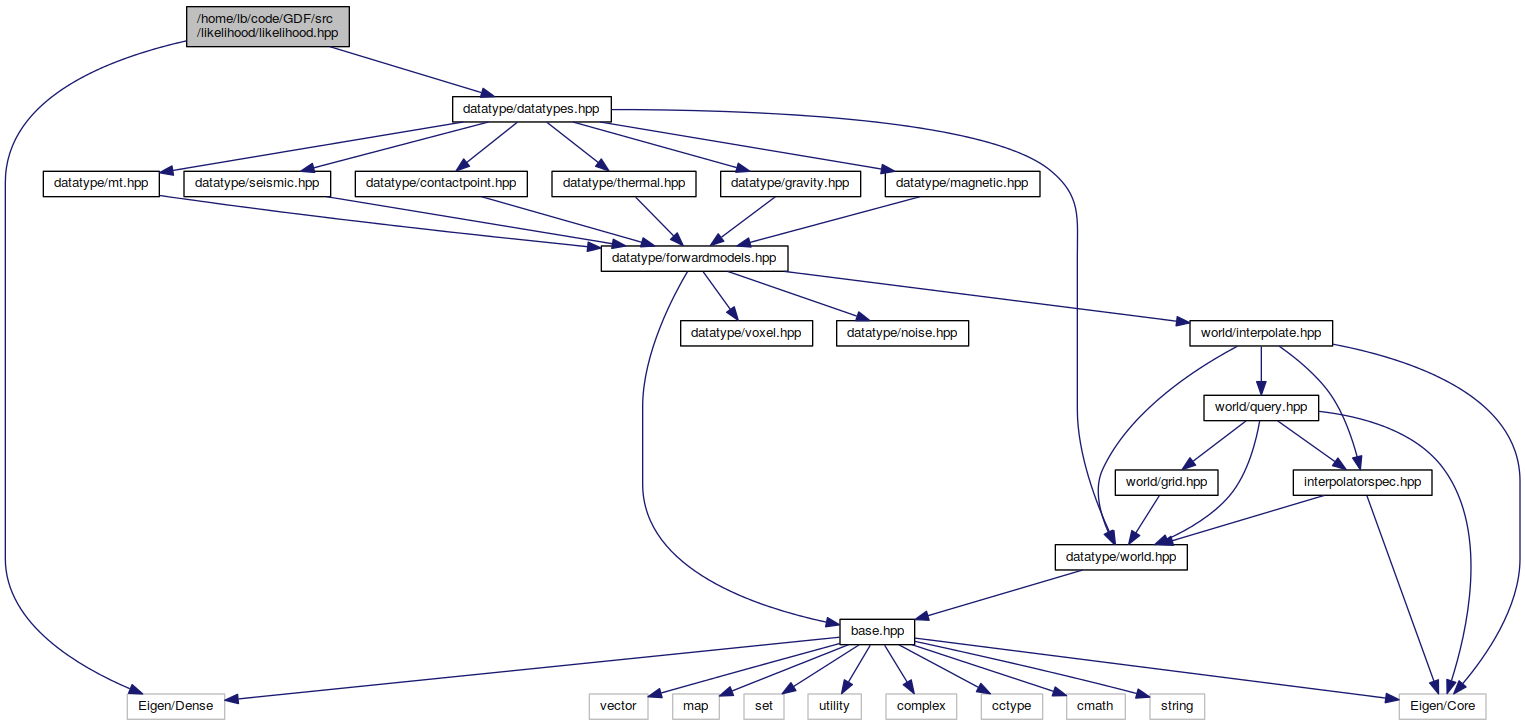 /home/lb/code/GDF/src
/likelihood/likelihood.hpp
datatype/datatypes.hpp
datatype/mt.hpp
datatype/seismic.hpp
datatype/contactpoint.hpp
datatype/thermal.hpp
datatype/gravity.hpp
datatype/magnetic.hpp
datatype/forwardmodels.hpp
datatype/voxel.hpp
datatype/noise.hpp
world/interpolate.hpp
world/query.hpp
world/grid.hpp
interpolatorspec.hpp
datatype/world.hpp
base.hpp
Eigen/Dense
vector
map
set
utility
complex
cctype
cmath
string
Eigen/Core